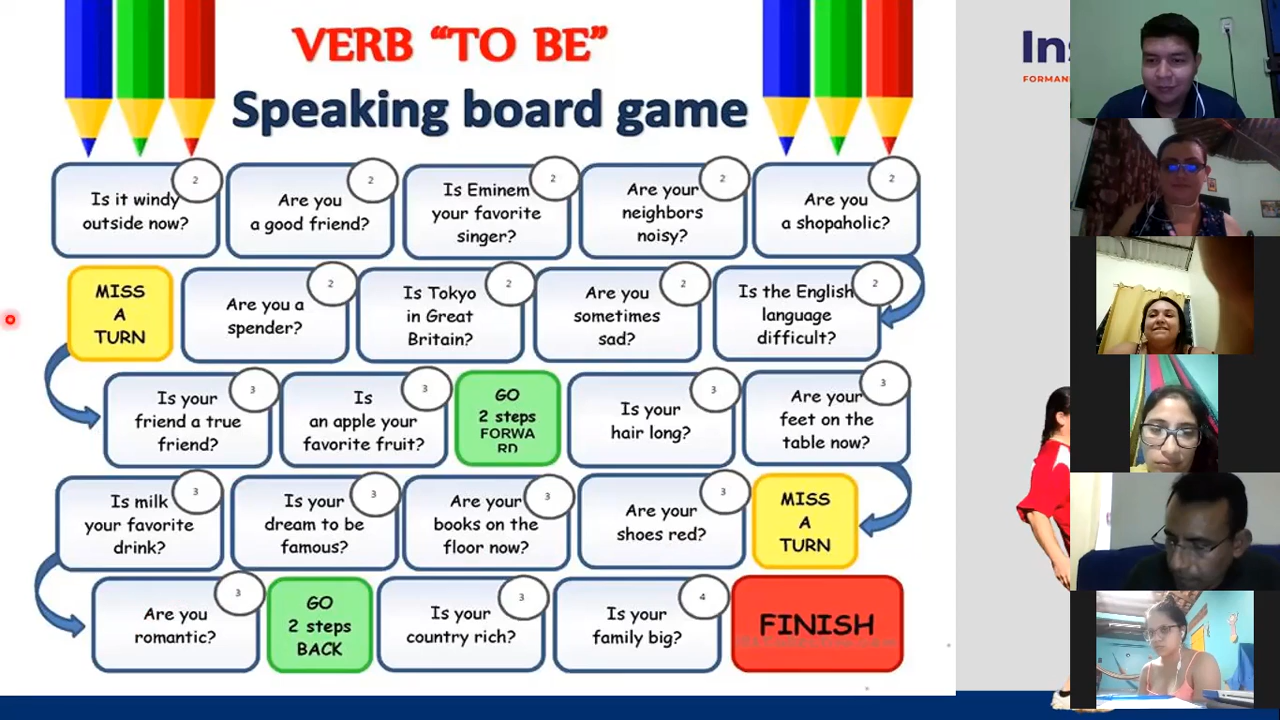 VERB “TO BE”
Speaking board game
Is it windy
outside now?
2
Are you
a good friend?
2
Is Eminem
your favorite
singer?
2
Are your
neighbors
noisy?
2
Are you
a shopaholic?
2
MISS
A
TURN
Are you a
spender?
2
Is Tokyo
in Great
Britain?
2
Are you
sometimes
sad?
2
Is the English
language
difficult?
2
Is your
friend a true
friend?
3
Is
an apple your
favorite fruit?
3
GO
2 steps
FORWA
RD
Is your
hair long?
3
Are your
feet on the
table now?
3
Is milk
your favorite
drink?
3
Is your
dream to be
famous?
3
Are your
books on the
floor now?
3
Are your
shoes red?
3
MISS
A
TURN
Are you
romantic?
3
GO
2 steps
BACK
Is your
country rich?
3
Is your
family big?
4
FINISH